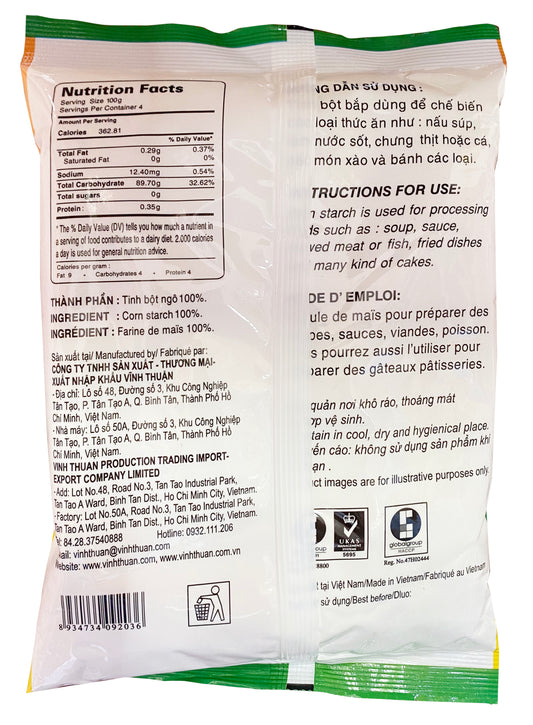 Nutrition Facts
Serving Size 100g
Servings Per Container 4
Amount Per Serving
Calories 362.81
% Daily Value*
Total Fat 0.29g 0.37%
Saturated Fat 0g 0%
Sodium 12.40mg 0.54%
Total Carbohydrate 89.70g 32.62%
Total sugars 0g
Protein : 0.35g
*The % Daily Value (DV) tells you how much a nutrient in
a serving of food contributes to a dairy diet. 2.000 calories
a day is used for general nutrition advice.
Calories per gram :
Fat 9 • Carbohydrates 4 • Protein 4
THÀNH PHẦN : Tinh bột ngô 100%.
INGREDIENT : Corn starch 100%.
INGRÉDIENT : Farine de maïs 100%.
Sản xuất tại/ Manufactured by/ Fabriqué par:
CÔNG TY TNHH SẢN XUẤT - THƯƠNG MẠI-
XUẤT NHẬP KHẨU VĨNH THUẬN
-Địa chỉ: Lô số 48, Đường số 3, Khu Công Nghiệp
Tân Tạo, P. Tân Tạo A, Q. Bình Tân, Thành Phố Hồ
Chí Minh, Việt Nam.
-Nhà máy: Lô số 50A, Đường số 3, Khu Công Nghiệp
Tân Tạo, P. Tân Tạo A, Q. Bình Tân, Thành Phố Hồ
Chí Minh, Việt Nam.
VINH THUAN PRODUCTION TRADING IMPORT-
EXPORT COMPANY LIMITED
-Add: Lot No.48, Road No.3, Tan Tao Industrial Park,
Tan Tao A Ward, Binh Tan Dist., Ho Chi Minh City, Vietnam.
-Factory: Lot No.50A, Road No.3, Tan Tao Industrial Park,
Tan Tao A Ward, Binh Tan Dist., Ho Chi Minh City, Vietnam.
Tel: 84.28.37540888 Hotline: 0932.111.206
Email: vinhthuan@vinhthuan.com
Website: www.vinhthuan.com, www.vinhthuan.com.vn
8 934734 092036
NG DẪN SỬ DỤNG :
bột bắp dùng để chế biến
loại thức ăn như : nấu súp,
nước sốt, chưng thịt hoặc cá,
món xào và bánh các loại.
TRUCTIONS FOR USE:
n starch is used for processing
ds such as : soup, sauce,
ved meat or fish, fried dishes
many kind of cakes.
DE D' EMPLOI:
ule de maïs pour préparer des
pes, sauces, viandes, poisson.
s pourrez aussi l'utiliser pour
parer des gâteaux pâtisseries.
quản nơi khô ráo, thoáng mát
ợp vệ sinh.
tain in cool, dry and hygienical place.
yến cáo: không sử dụng sản phẩm khi
ạn .
uct images are for illustrative purposes only.
group
8800
UKAS
MANAGEMENT
SYSTEMS
5695
globalgroup
HACCP
Reg. No.47H02444
t tại Việt Nam/Made in Vietnam/Fabriqué au Vietnam
sử dụng/Best before/Dluo: